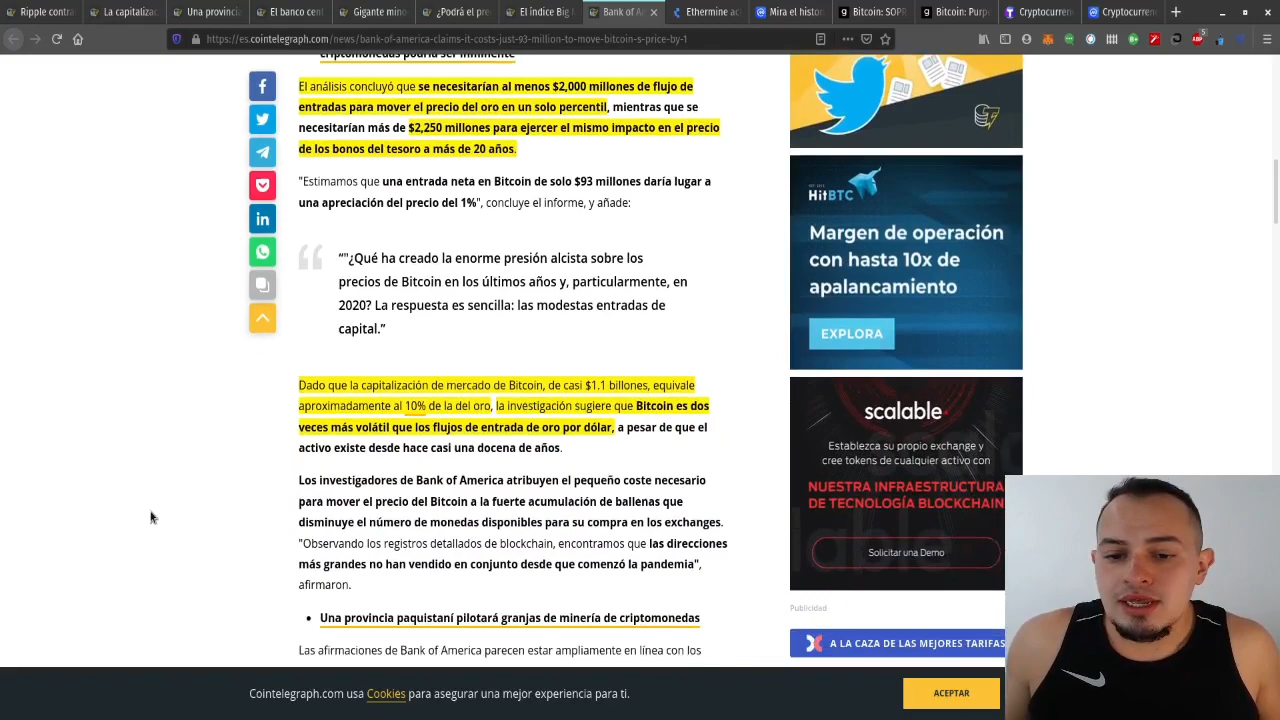 Ripple contra
La capitalizac
Una provincia
El banco cent
Gigante mino
¿Podrá el pre
El índice Big
Bank of A
Ethermine ac
Mira el histor
Bitcoin: SOPR
Bitcoin: Purp
Cryptocurren
Cryptocurrenc
https://es.cointelegraph.com/news/bank-of-america-claims-it-costs-just-93-million-to-move-bitcoin-s-price-by-1
criptomonedas podría ser inminente
El análisis concluyó que se necesitarían al menos $2,000 millones de flujo de
entradas para mover el precio del oro en un solo percentil, mientras que se
necesitarían más de $2,250 millones para ejercer el mismo impacto en el precio
de los bonos del tesoro a más de 20 años.
"Estimamos que una entrada neta en Bitcoin de solo $93 millones daría lugar a
una apreciación del precio del 1%", concluye el informe, y añade:
“"¿Qué ha creado la enorme presión alcista sobre los
precios de Bitcoin en los últimos años y, particularmente, en
2020? La respuesta es sencilla: las modestas entradas de
capital.”
Dado que la capitalización de mercado de Bitcoin, de casi $1.1 billones, equivale
aproximadamente al 10% de la del oro, la investigación sugiere que Bitcoin es dos
veces más volátil que los flujos de entrada de oro por dólar, a pesar de que el
activo existe desde hace casi una docena de años.
Los investigadores de Bank of America atribuyen el pequeño coste necesario
para mover el precio del Bitcoin a la fuerte acumulación de ballenas que
disminuye el número de monedas disponibles para su compra en los exchanges.
"Observando los registros detallados de blockchain, encontramos que las direcciones
más grandes no han vendido en conjunto desde que comenzó la pandemia",
afirmaron.
Una provincia paquistaní pilotará granjas de minería de criptomonedas
Las afirmaciones de Bank of America parecen estar ampliamente en línea con los
HitBTC
Margen de operación
con hasta 10x de
apalancamiento
EXPLORA
scalable
Establezca su propio exchange y
cree tokens de cualquier activo con
NUESTRA INFRAESTRUCTURA
DE TECNOLOGÍA BLOCKCHAIN
Solicitar una Demo
Publicidad
A LA CAZA DE LAS MEJORES TARIFAS
Cointelegraph.com usa Cookies para asegurar una mejor experiencia para ti.
ACEPTAR